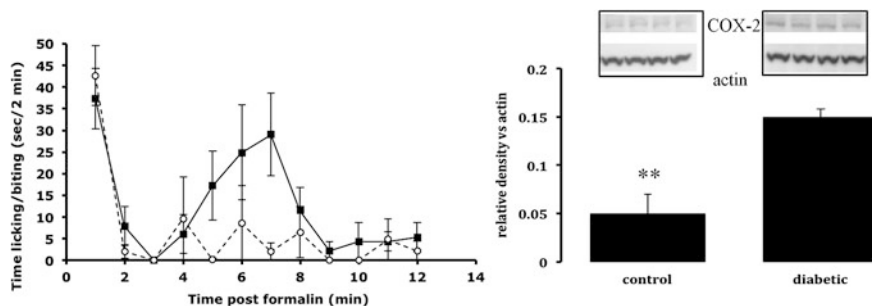 50
45
40
35
30
25
20
15
10
5
0
Time licking/biting (sec/2 min)
0 2 4 6 8 10 12 14
Time post formalin (min)
COX-2
actin
0.2
0.15
0.1
0.05
0
relative density vs actin
**
control diabetic